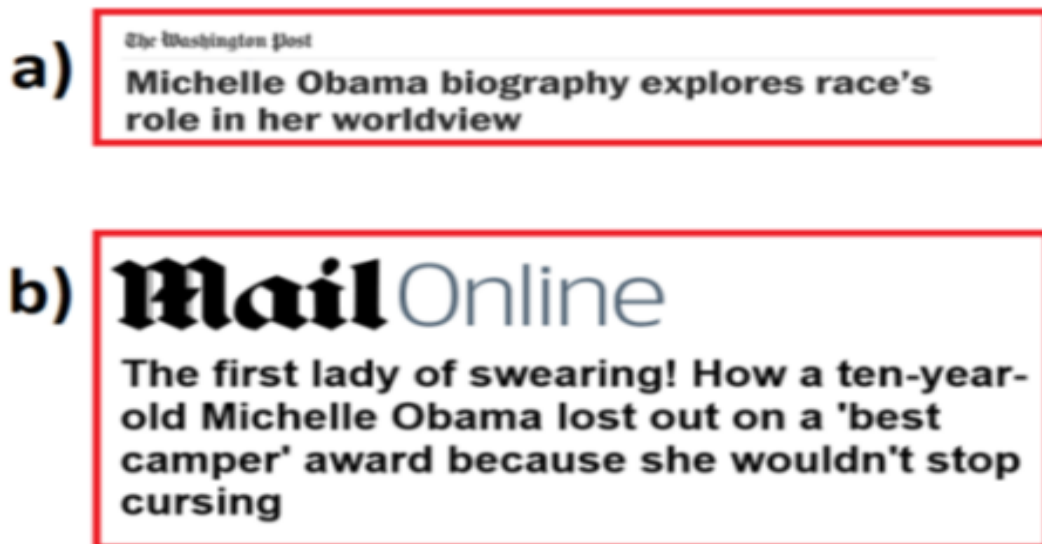 a)
The Washington Post
Michelle Obama biography explores race's
role in her worldview
b)
Mail Online
The first lady of swearing! How a ten-year-
old Michelle Obama lost out on a 'best
camper' award because she wouldn't stop
cursing